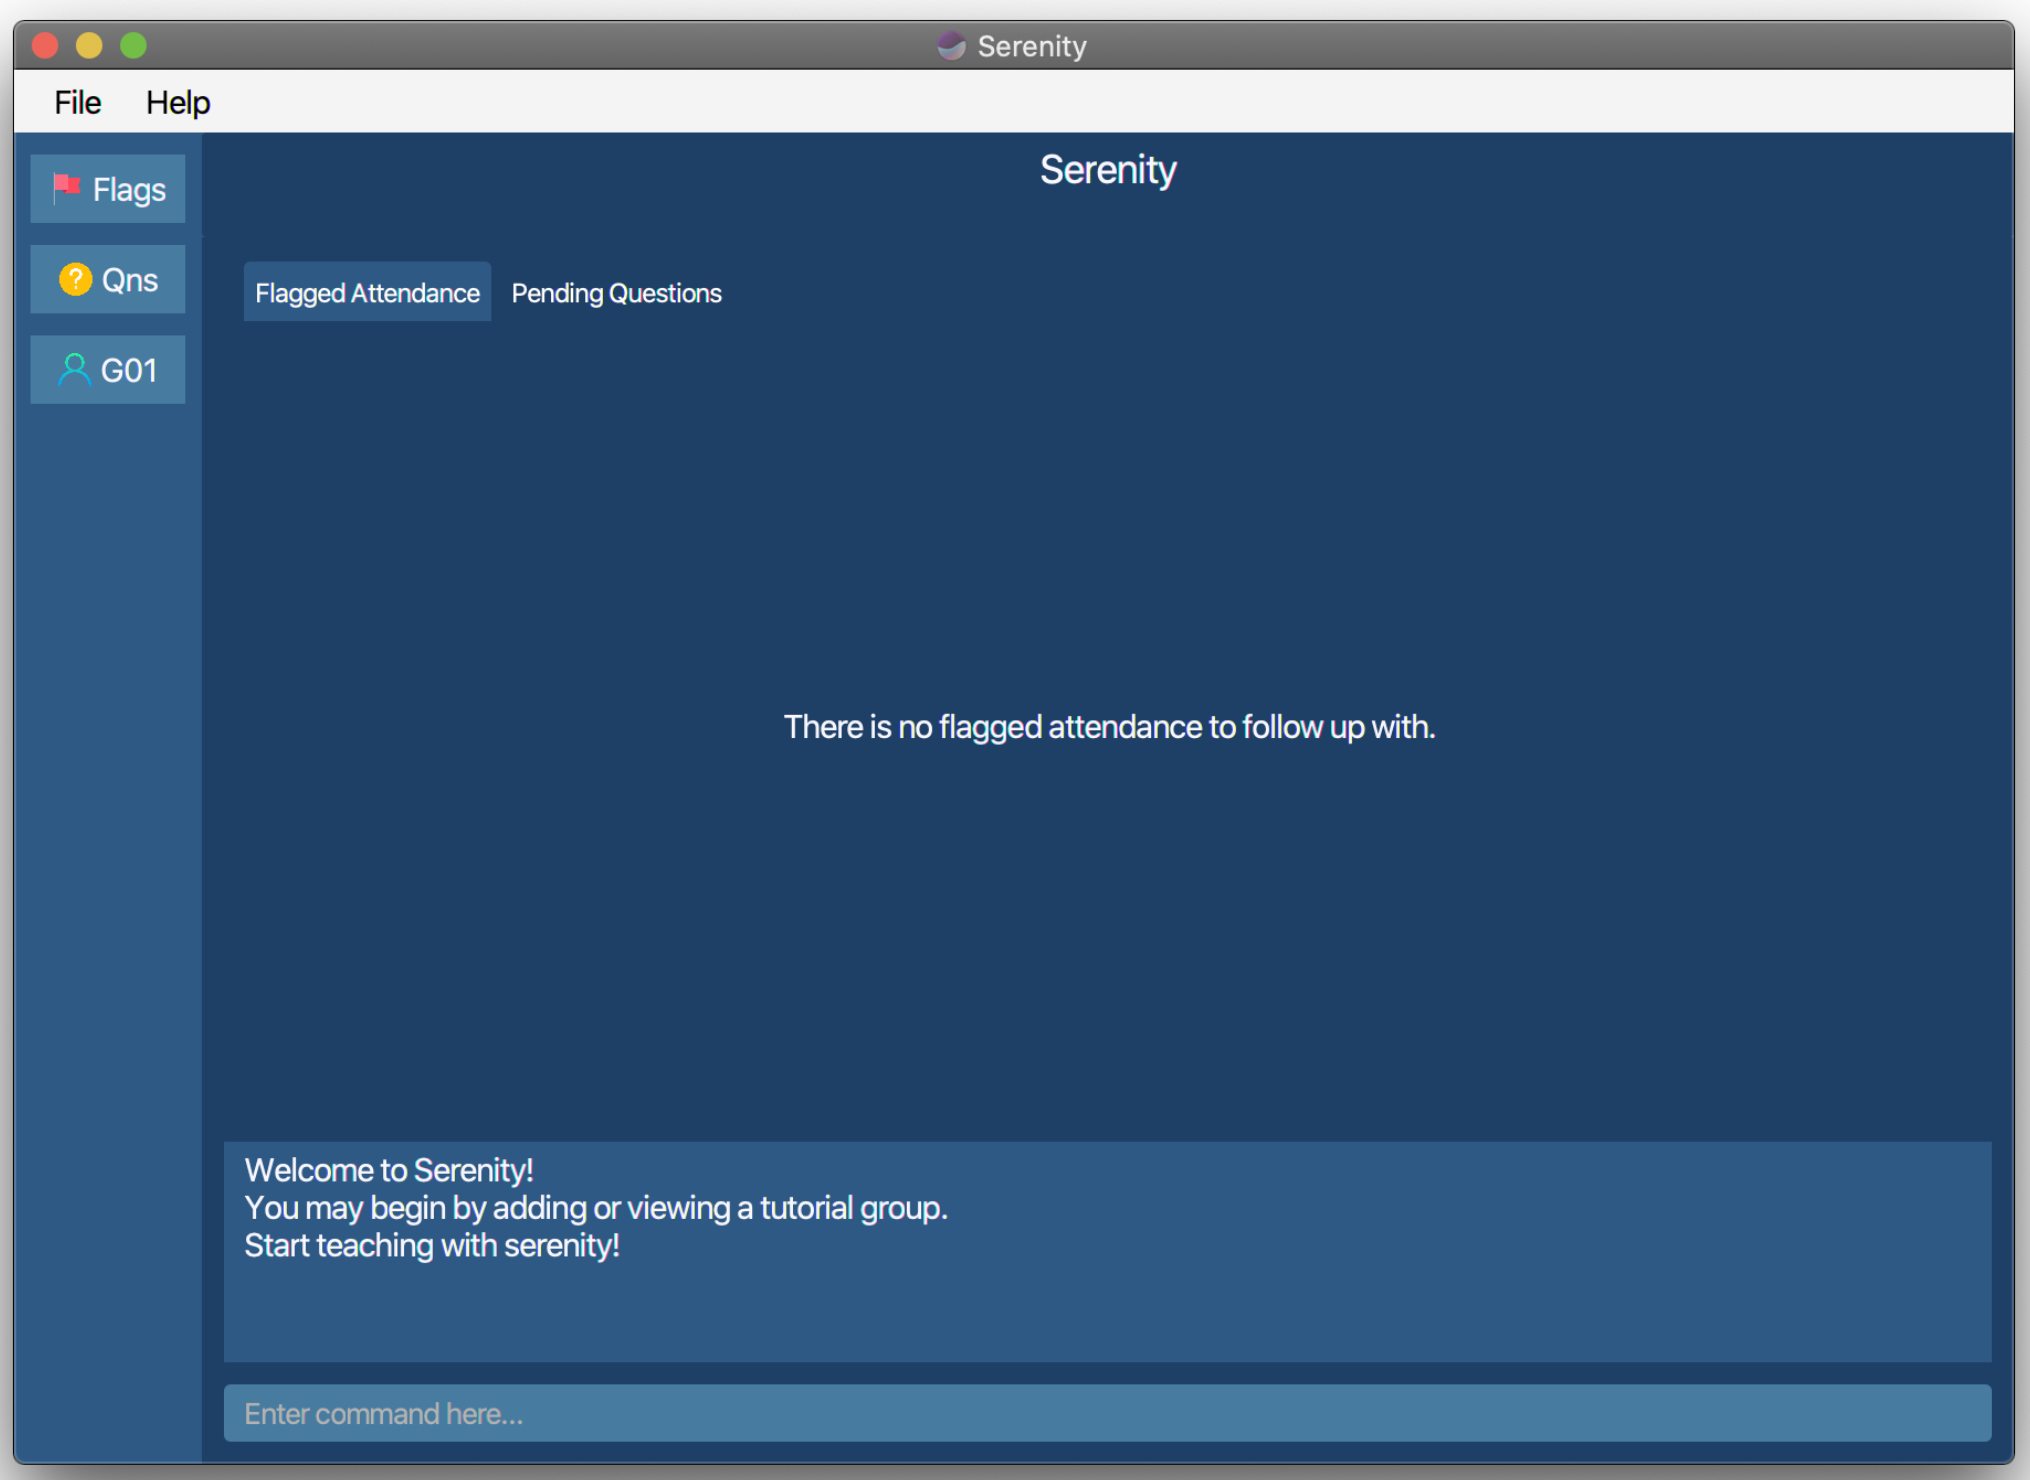 Serenity
File Help
Flags
Qns
G01
Serenity
Flagged Attendance Pending Questions
There is no flagged attendance to follow up with.
Welcome to Serenity!
You may begin by adding or viewing a tutorial group.
Start teaching with serenity!
Enter command here...